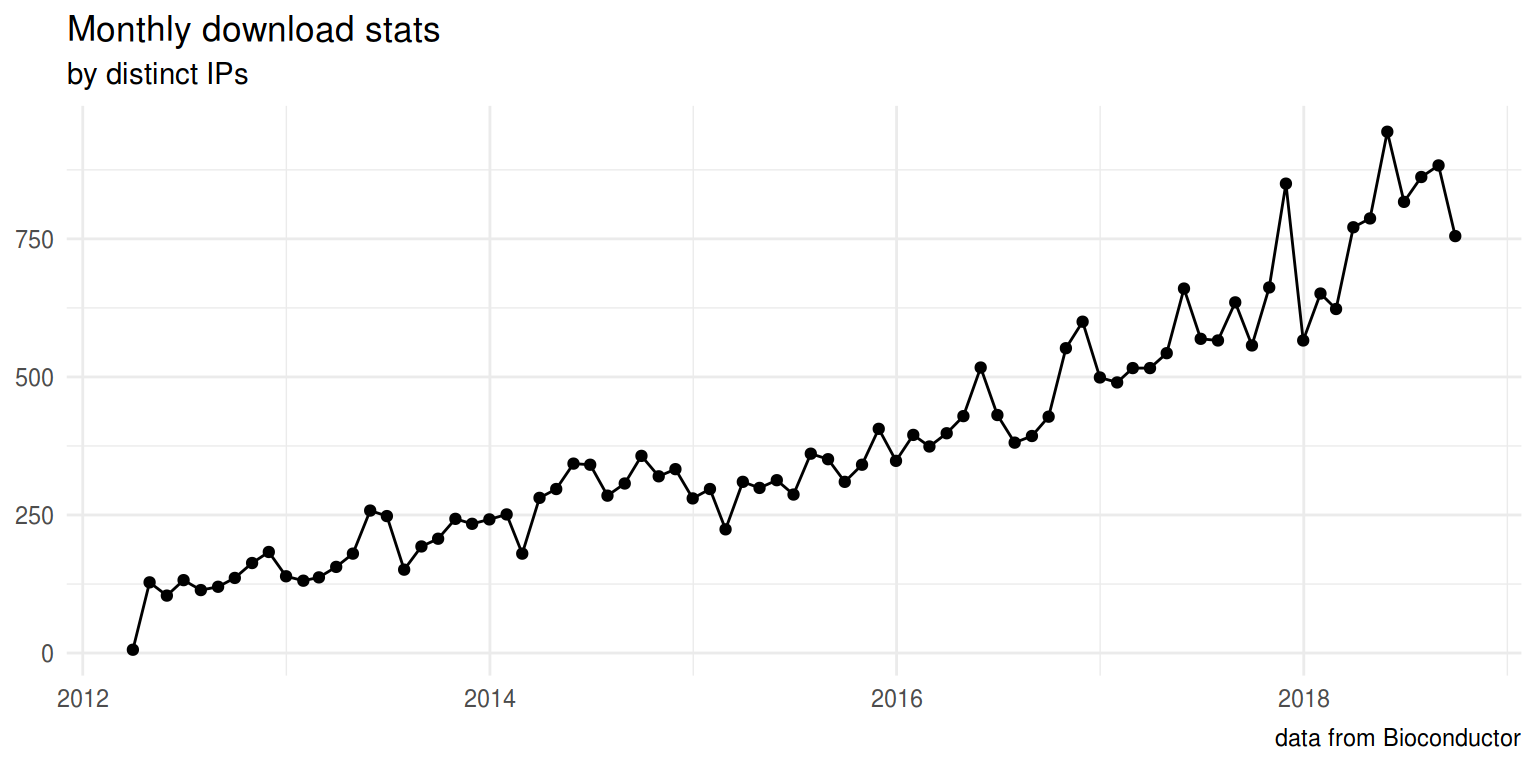 Monthly download stats
by distinct IPs
750
500
250
0
2012 2014 2016 2018
data from Bioconductor